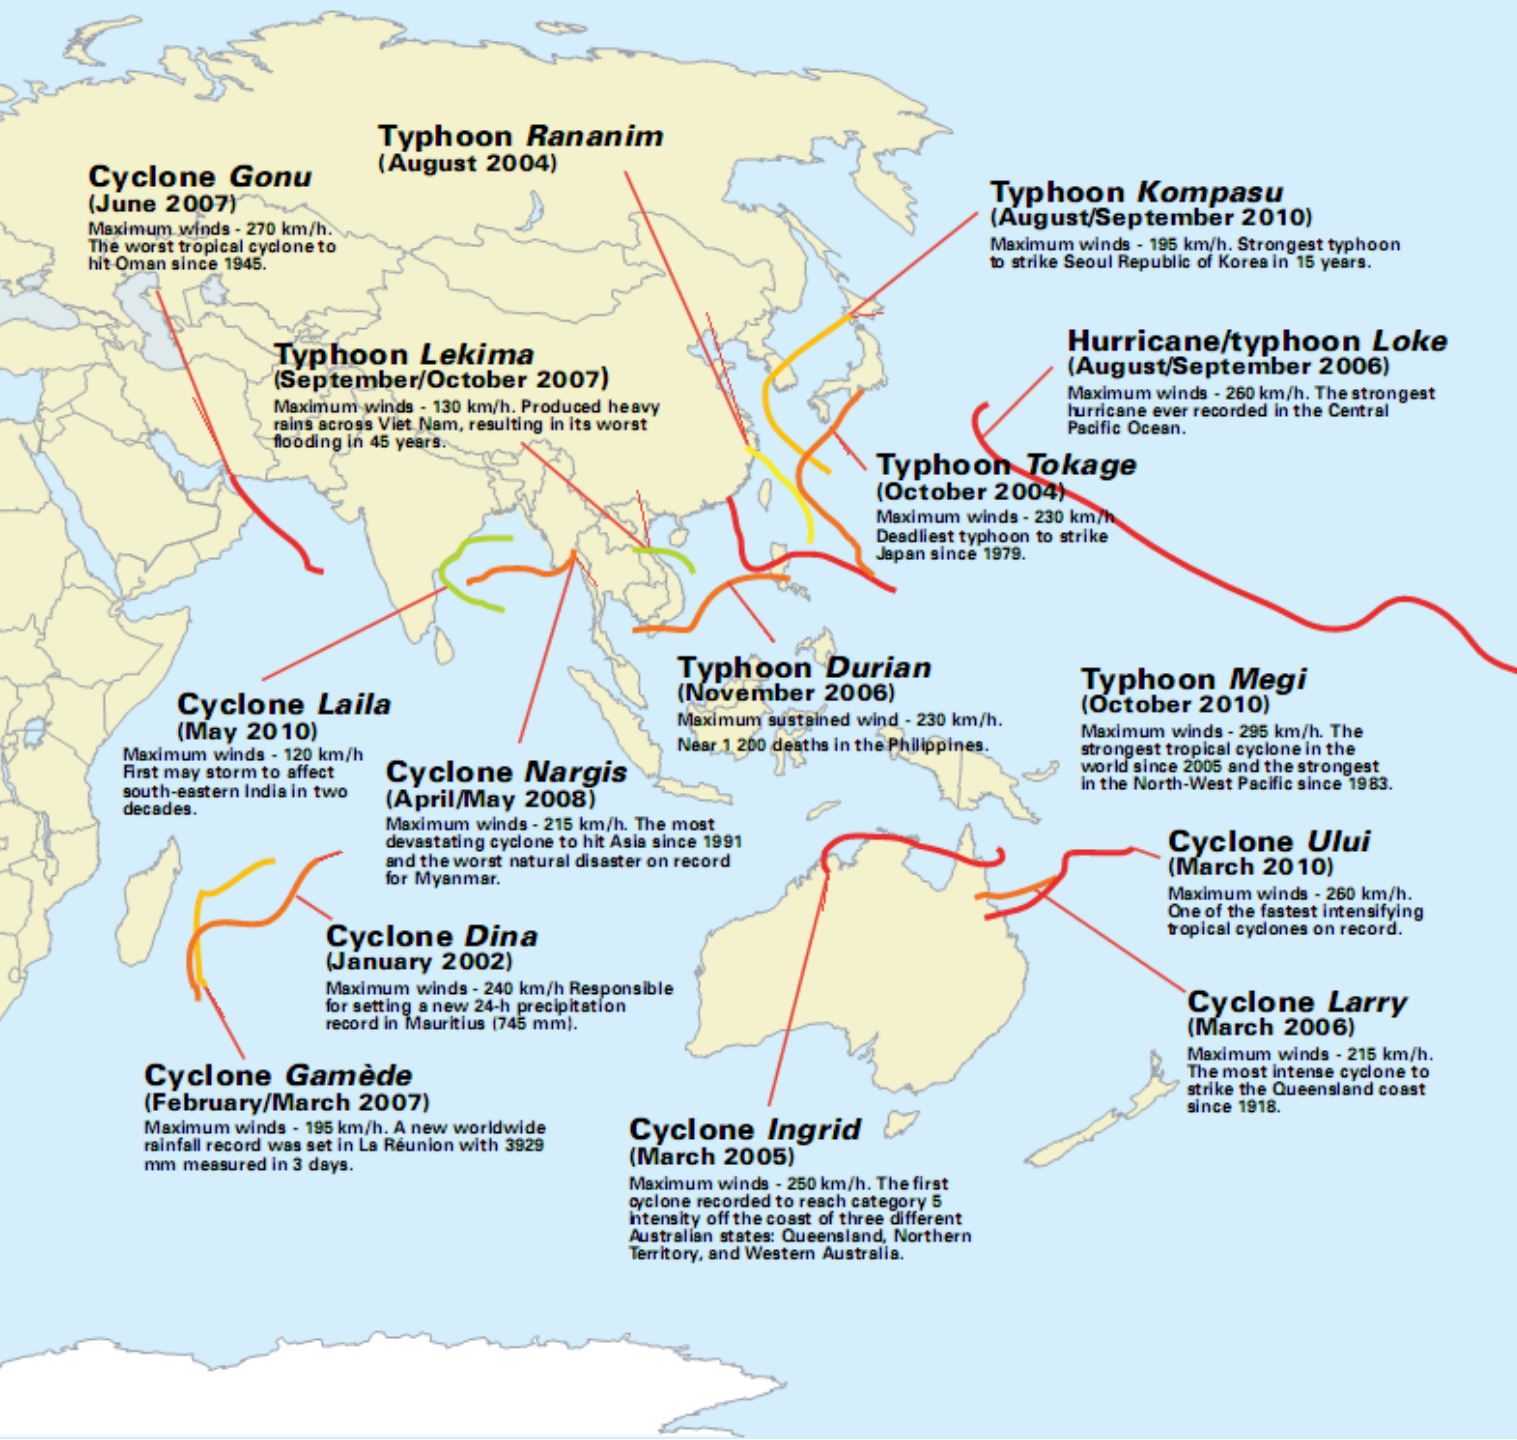 Typhoon Rananim
(August 2004)
Cyclone Gonu
(June 2007)
Maximum winds - 270 km/h.
The worst tropical cyclone to
hit Oman since 1945.
Typhoon Kompasu
(August/September 2010)
Maximum winds - 195 km/h. Strongest typhoon
to strike Seoul Republic of Korea in 15 years.
Typhoon Lekima
(September/October 2007)
Maximum winds - 130 km/h. Produced heavy
rains across Viet Nam, resulting in its worst
flooding in 45 years.
Hurricane/typhoon Loke
(August/September 2006)
Maximum winds - 260 km/h. The strongest
hurricane ever recorded in the Central
Pacific Ocean.
Typhoon Tokage
(October 2004)
Maximum winds - 230 km/h
Deadliest typhoon to strike
Japan since 1979.
Cyclone Laila
(May 2010)
Maximum winds - 120 km/h
First may storm to affect
south-eastern India in two
decades.
Typhoon Durian
(November 2006)
Maximum sustained wind - 230 km/h.
Near 1 200 deaths in the Philippines.
Typhoon Megi
(October 2010)
Maximum winds - 295 km/h. The
strongest tropical cyclone in the
world since 2005 and the strongest
in the North-West Pacific since 1983.
Cyclone Nargis
(April/May 2008)
Maximum winds - 215 km/h. The most
devastating cyclone to hit Asia since 1991
and the worst natural disaster on record
for Myanmar.
Cyclone Ului
(March 2010)
Maximum winds - 260 km/h.
One of the fastest intensifying
tropical cyclones on record.
Cyclone Dina
(January 2002)
Maximum winds - 240 km/h Responsible
for setting a new 24-h precipitation
record in Mauritius (745 mm).
Cyclone Larry
(March 2006)
Maximum winds - 215 km/h.
The most intense cyclone to
strike the Queensland coast
since 1918.
Cyclone Gamède
(February/March 2007)
Maximum winds - 195 km/h. A new worldwide
rainfall record was set in La Réunion with 3929
mm measured in 3 days.
Cyclone Ingrid
(March 2005)
Maximum winds - 250 km/h. The first
cyclone recorded to reach category 5
intensity off the coast of three different
Australian states: Queensland, Northern
Territory, and Western Australia.